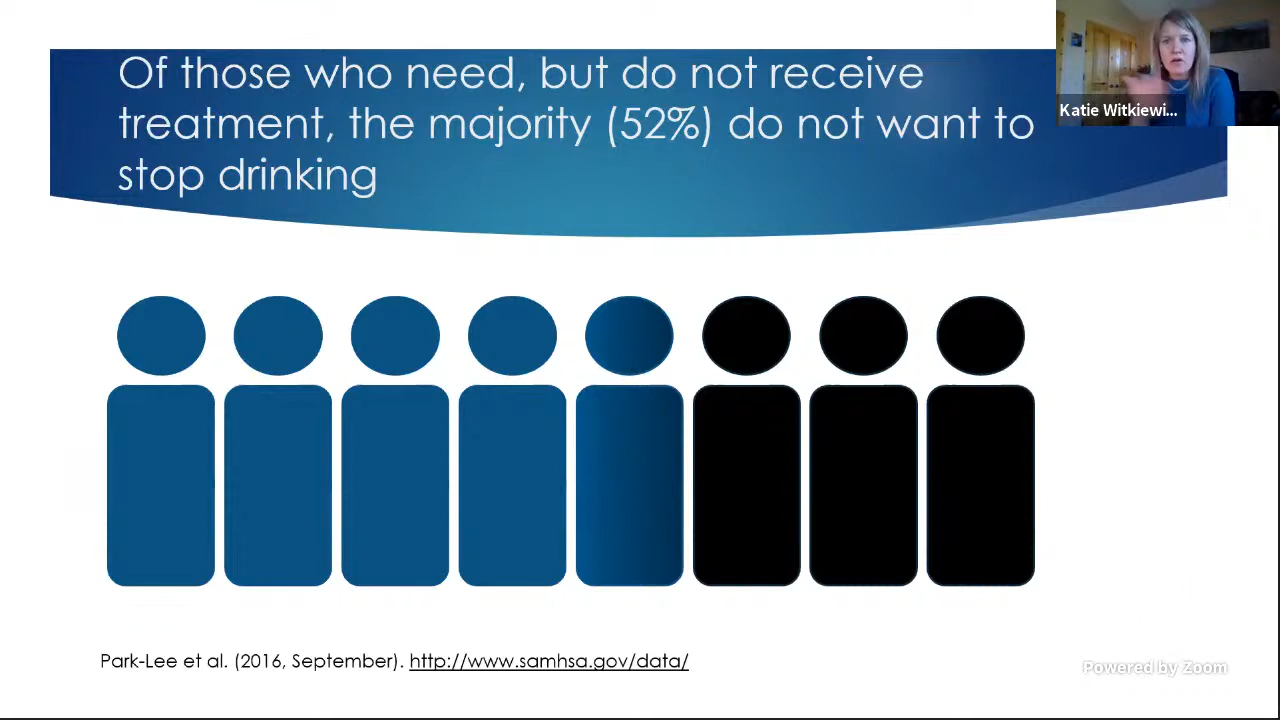 Of those who need, but do not receive
treatment, the majority (52%) do not want to
stop drinking
Katie Witkiewi...
Park-Lee et al. (2016, September). http://www.samhsa.gov/data/
Powered by Zoom